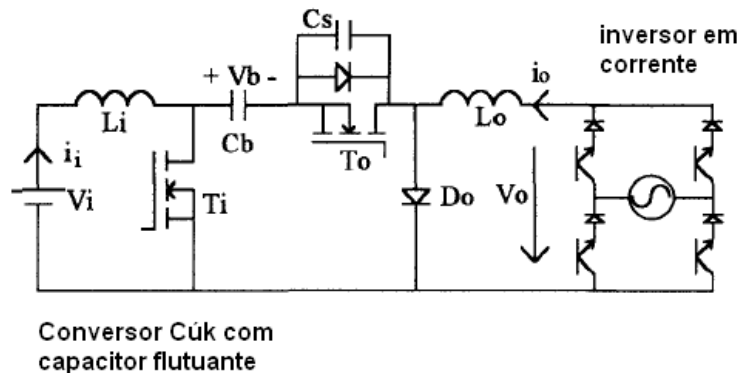 Cs
inversor em
corrente
+ Vb -
io
Li
Cb
To
Lo
ii
Vi
Ti
Do
Vo
Conversor Cúk com
capacitor flutuante